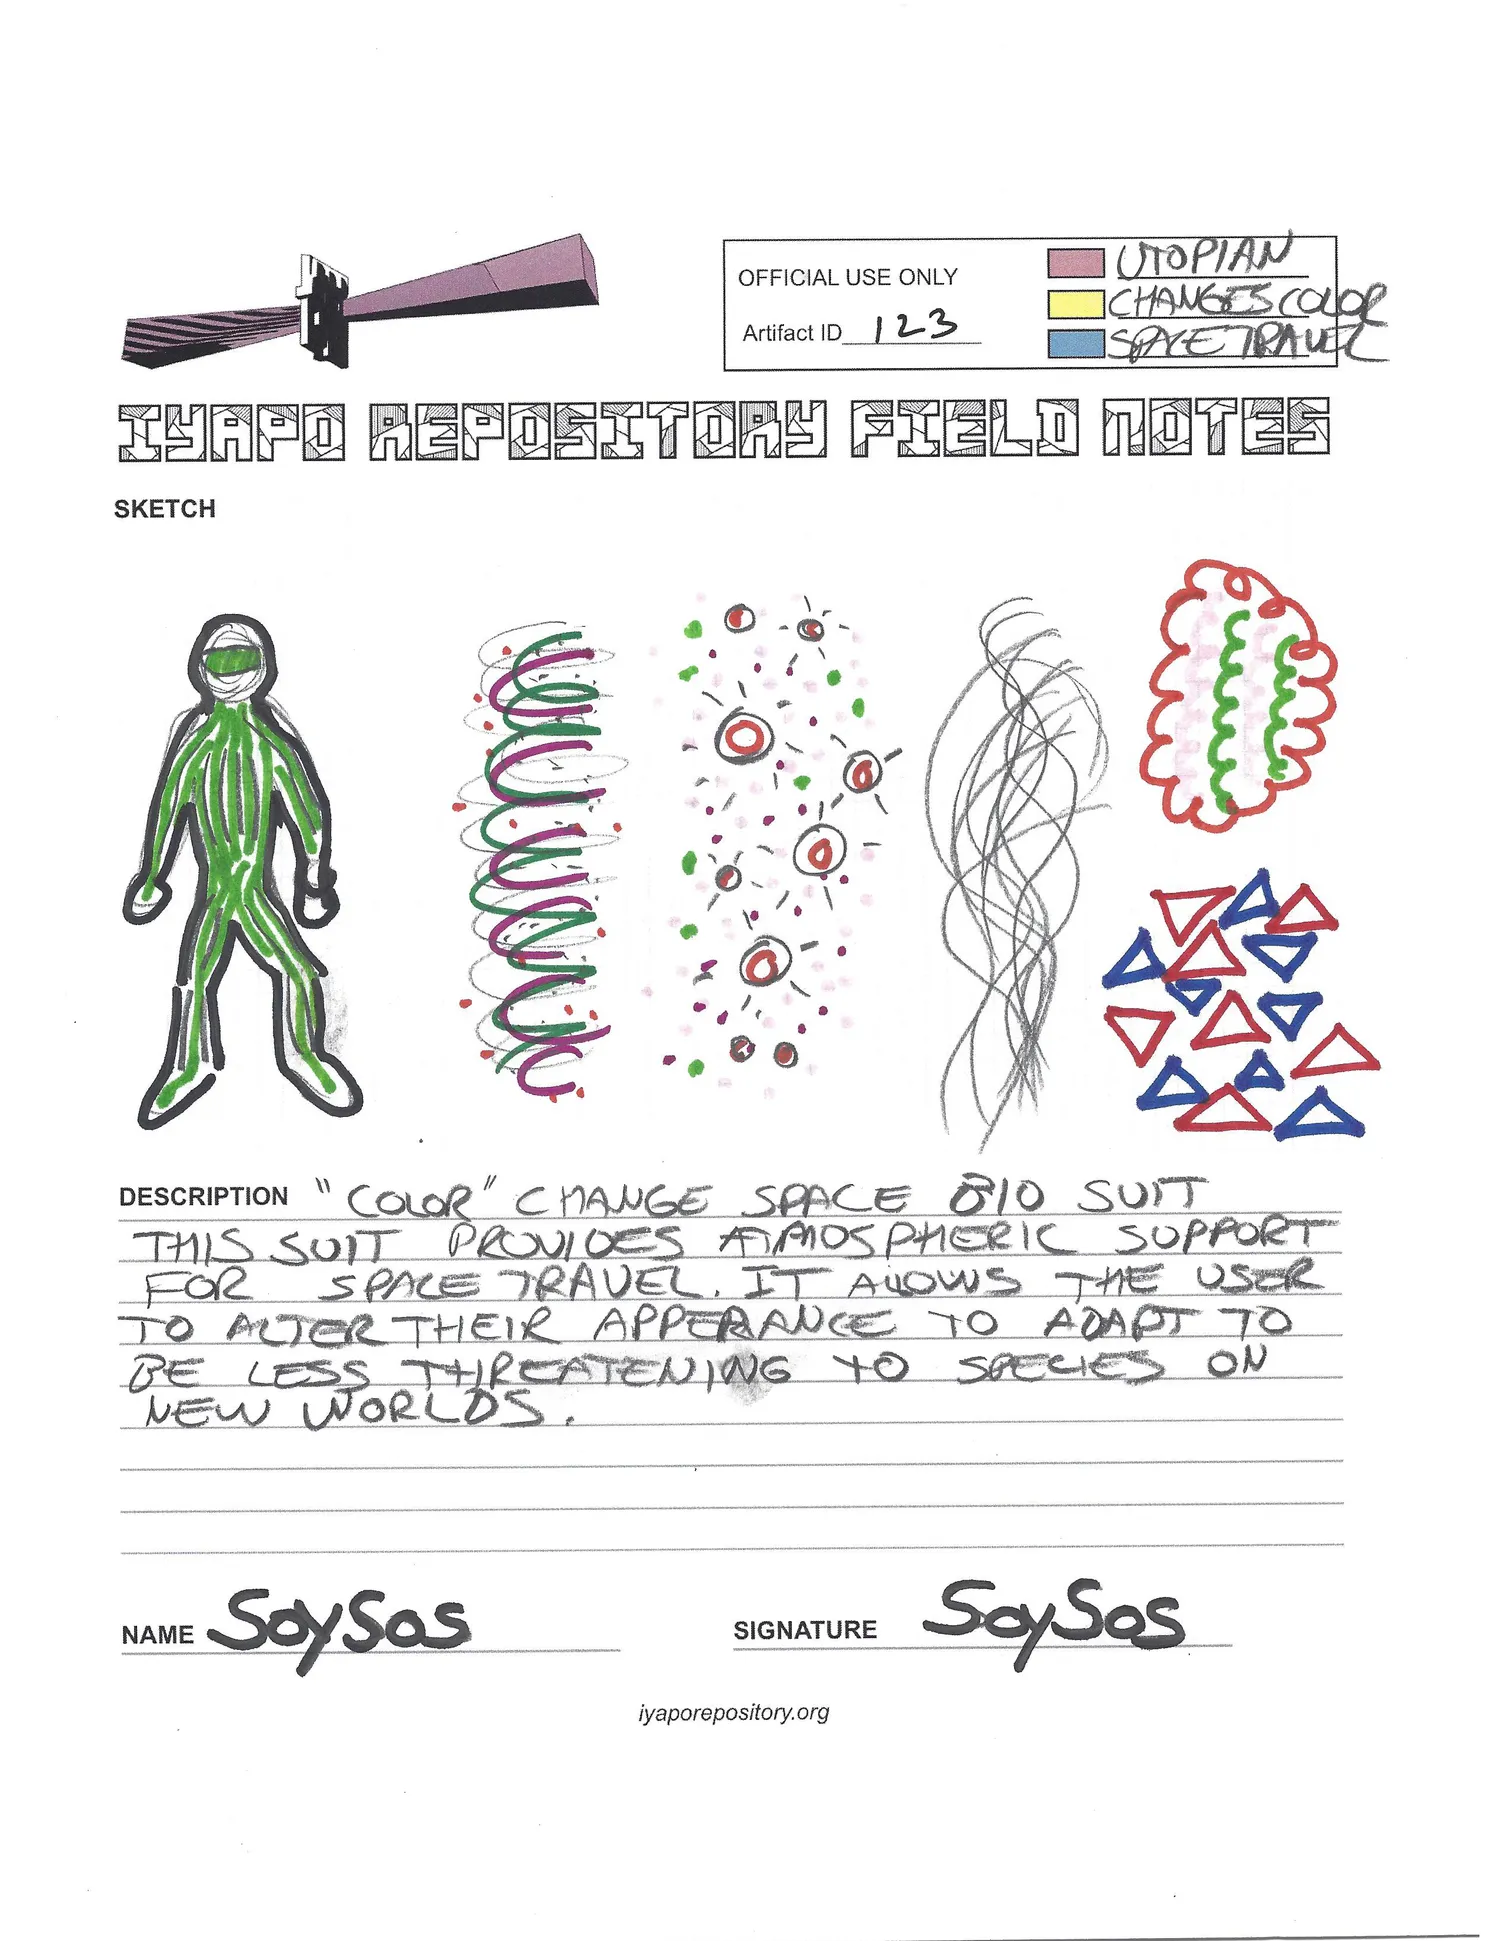 OFFICIAL USE ONLY
Artifact ID 123
UTOPIAN
CHANGES COLOR
SPACE TRAVEL
IYAPO REPOSITORY FIELD NOTES
SKETCH
DESCRIPTION "COLOR" CHANGE SPACE BIO SUIT
THIS SUIT PROVIDES ATMOSPHERIC SUPPORT
FOR SPACE TRAVEL. IT ALLOWS THE USER
TO ALTER THEIR APPERANCE TO ADAPT TO
BE LESS THREATENING TO SPECIES ON
NEW WORLDS.
NAME SoySos
SIGNATURE SoySos
iyaporepository.org